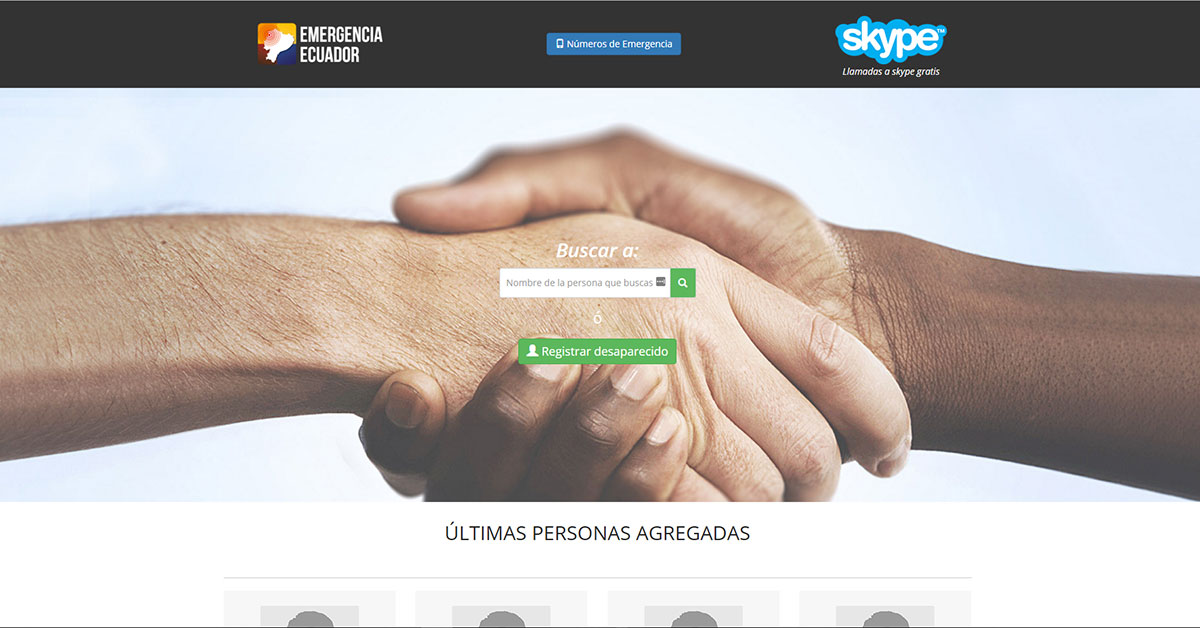 EMERGENCIA
ECUADOR
Números de Emergencia
skype™
Llamadas a skype gratis
Buscar a:
Nombre de la persona que buscas
ó
Registrar desaparecido
ÚLTIMAS PERSONAS AGREGADAS